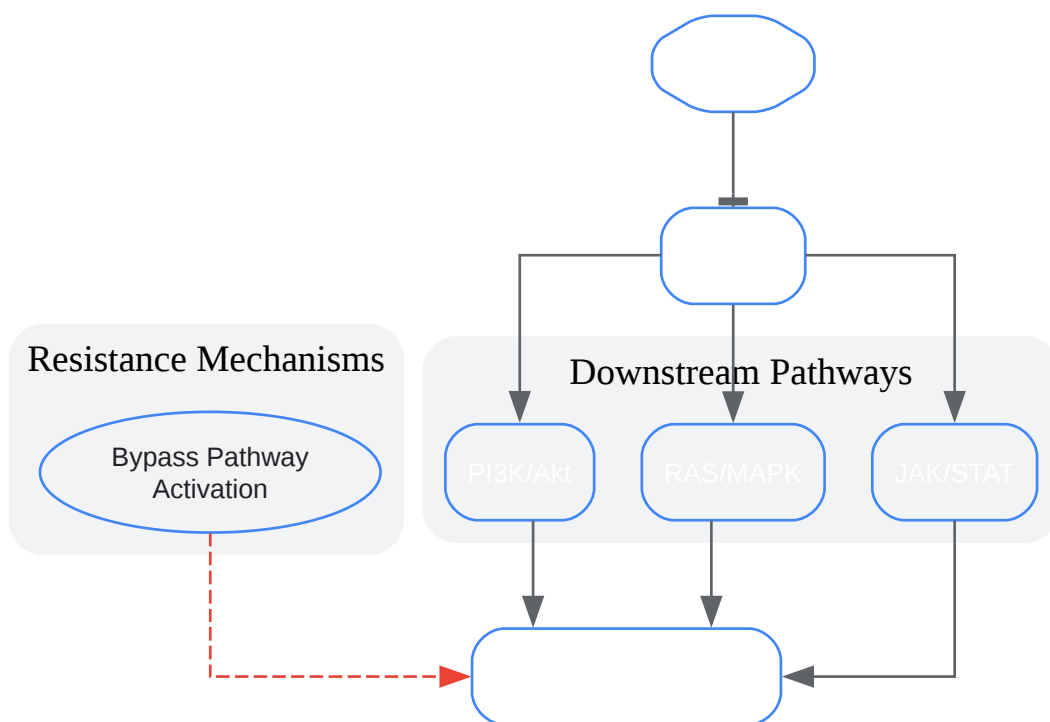 Resistance Mechanisms
Bypass Pathway
Activation
Downstream Pathways
PI3K/Akt
RAS/MAPK
JAK/STAT